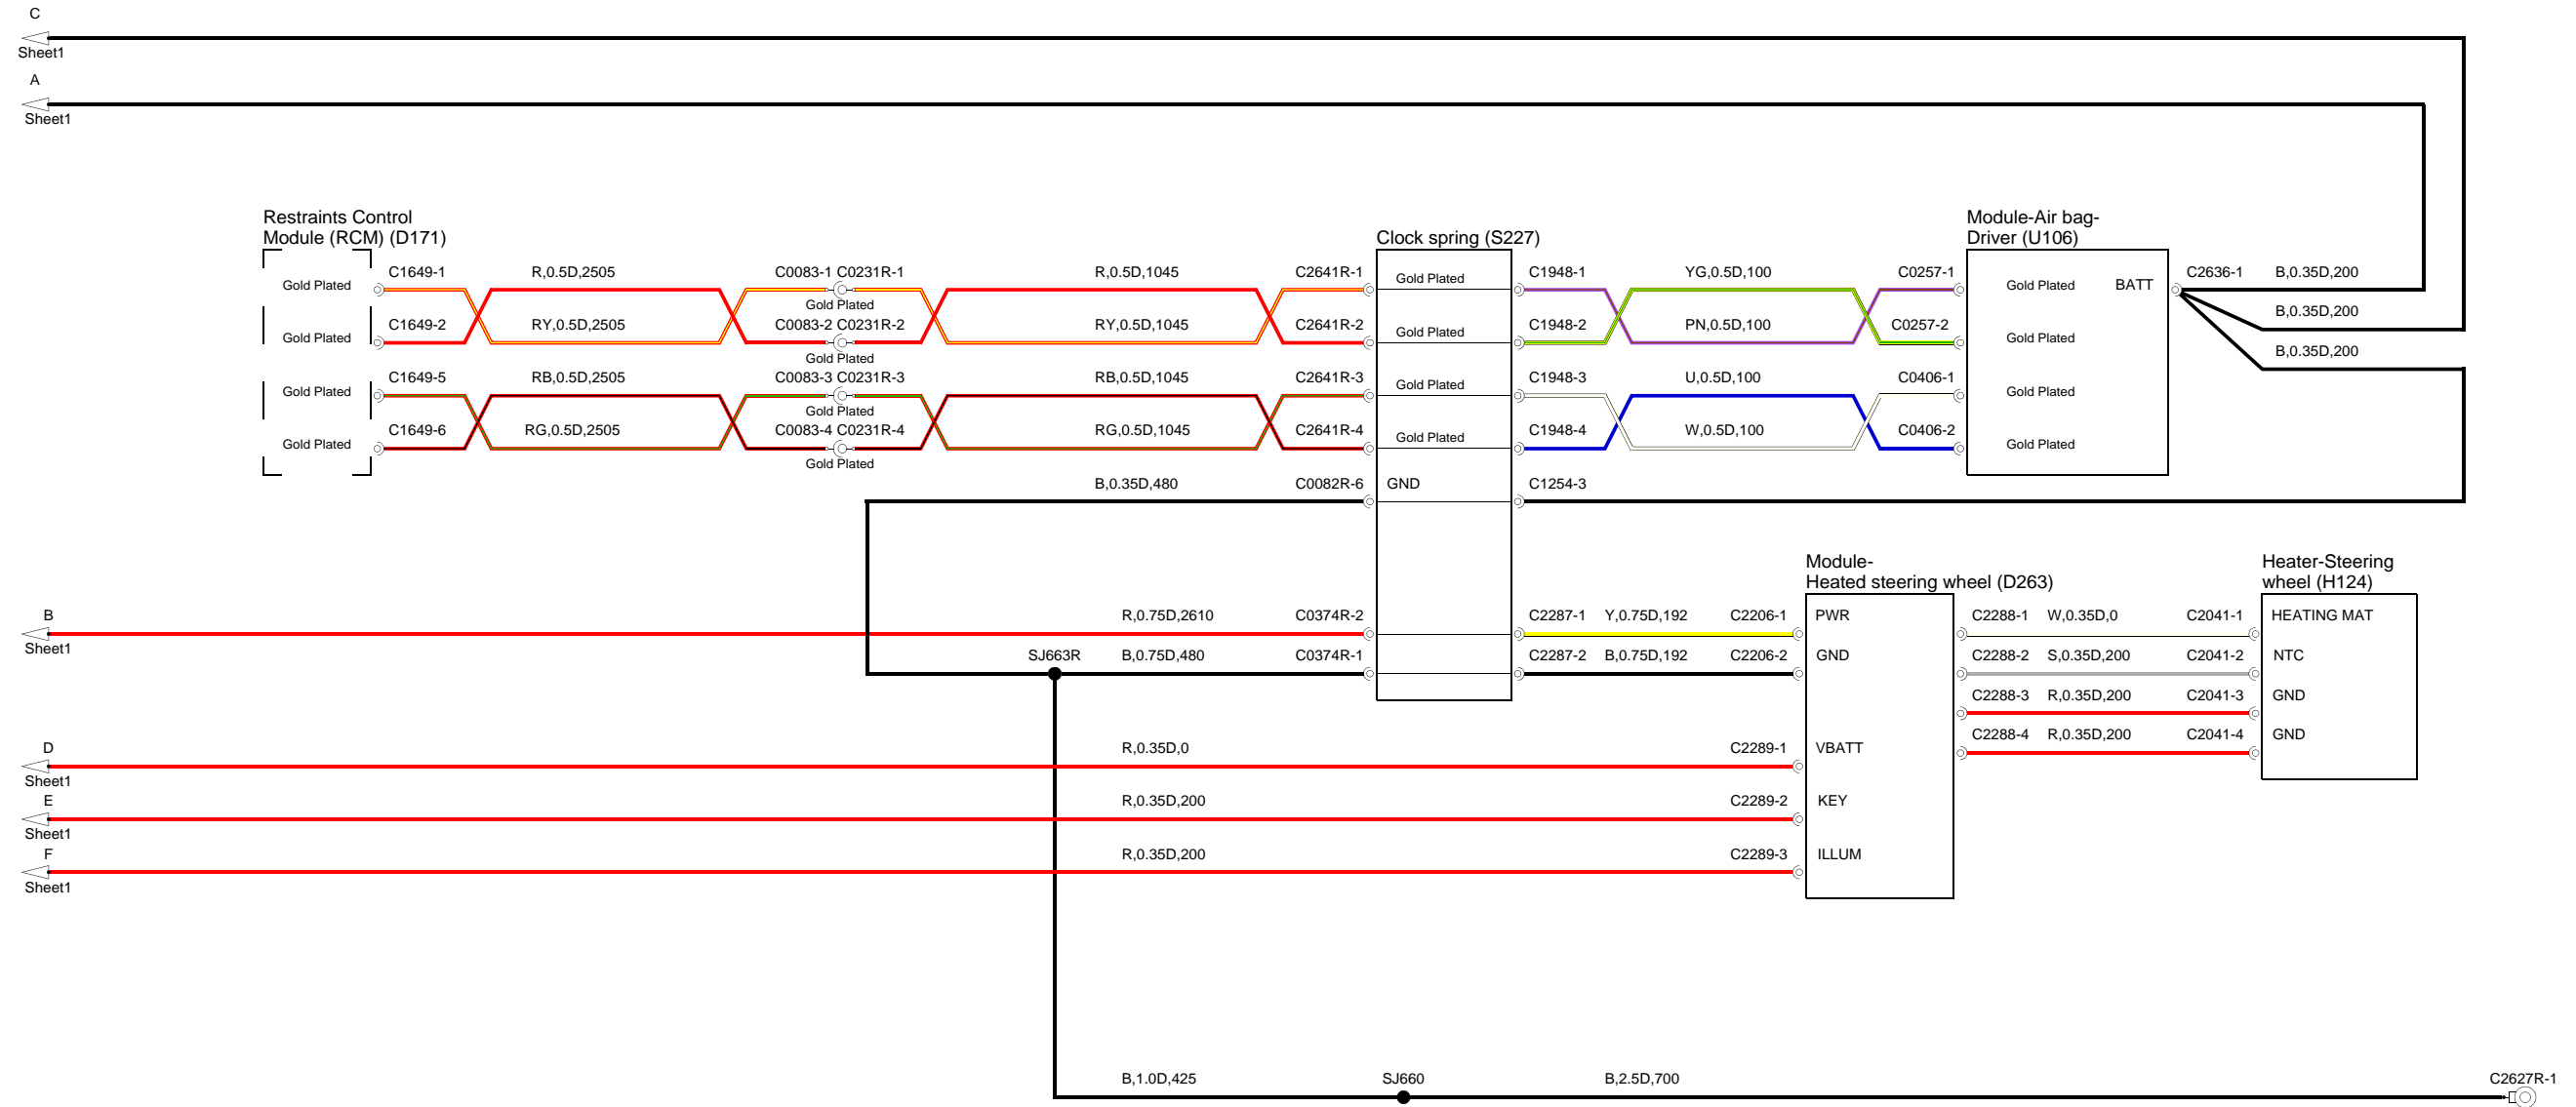 C
Sheet1
A
Sheet1
Restraints Control
Module (RCM) (D171)
Clock spring (S227)
Module-Air bag-
Driver (U106)
Gold Plated
C1649-1
R,0.5D,2505
C0083-1 C0231R-1
Gold Plated
R,0.5D,1045
C2641R-1
Gold Plated
C1948-1
YG,0.5D,100
C0257-1
Gold Plated
BATT
C2636-1
B,0.35D,200
B,0.35D,200
B,0.35D,200
Gold Plated
C1649-2
RY,0.5D,2505
C0083-2 C0231R-2
Gold Plated
RY,0.5D,1045
C2641R-2
Gold Plated
C1948-2
PN,0.5D,100
C0257-2
Gold Plated
Gold Plated
C1649-5
RB,0.5D,2505
C0083-3 C0231R-3
Gold Plated
RB,0.5D,1045
C2641R-3
Gold Plated
C1948-3
U,0.5D,100
C0406-1
Gold Plated
Gold Plated
C1649-6
RG,0.5D,2505
C0083-4 C0231R-4
Gold Plated
RG,0.5D,1045
C2641R-4
Gold Plated
C1948-4
W,0.5D,100
C0406-2
Gold Plated
B,0.35D,480
C0082R-6
GND
C1254-3
Module-
Heated steering wheel (D263)
Heater-Steering
wheel (H124)
B
Sheet1
R,0.75D,2610
C0374R-2
C2287-1
Y,0.75D,192
C2206-1
PWR
C2288-1
W,0.35D,0
C2041-1
HEATING MAT
SJ663R
B,0.75D,480
C0374R-1
C2287-2
B,0.75D,192
C2206-2
GND
C2288-2
S,0.35D,200
C2041-2
NTC
C2288-3
R,0.35D,200
C2041-3
GND
C2288-4
R,0.35D,200
C2041-4
GND
D
Sheet1
R,0.35D,0
C2289-1
VBATT
E
Sheet1
R,0.35D,200
C2289-2
KEY
F
Sheet1
R,0.35D,200
C2289-3
ILLUM
B,1.0D,425
SJ660
B,2.5D,700
C2627R-1